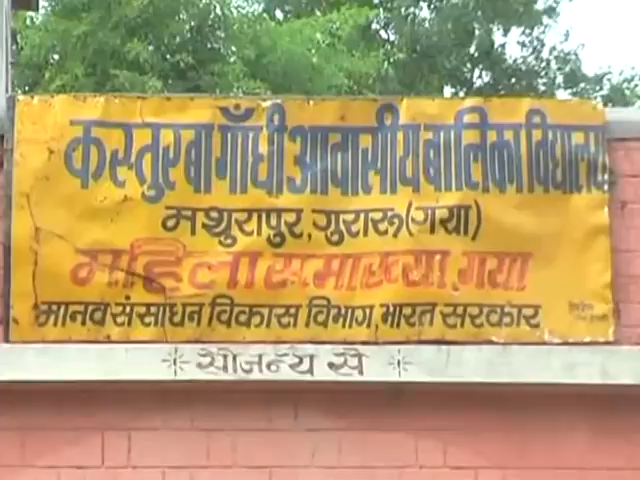 कस्तुरबा गाँधी आवासीय बालिका विद्यालय
मथुरापुर, गुरारू (गया)
महिला समाख्या, गया
मानव संसाधन विकास विभाग, भारत सरकार
सौजन्य सै